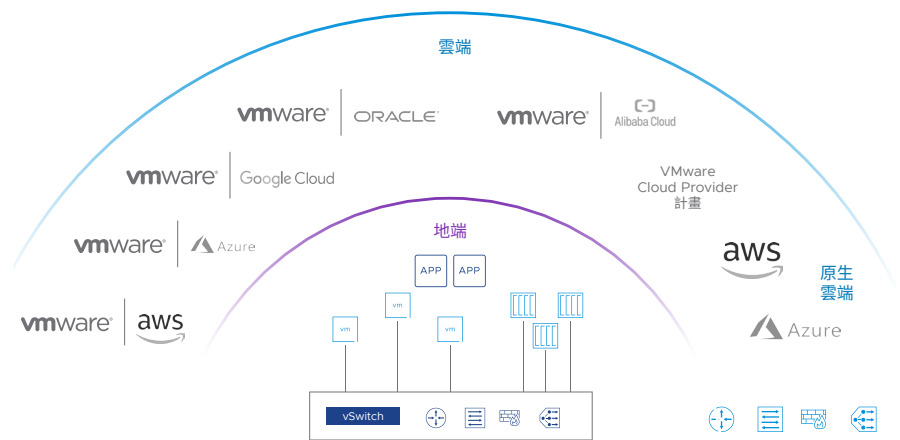 雲端
vmware® ORACLE®
vmware® Alibaba Cloud
vmware® Google Cloud
VMware
Cloud Provider
計畫
vmware® Azure
vmware® aws
地端
APP APP
vm
vm
vm
aws
原生
雲端
Azure
vSwitch